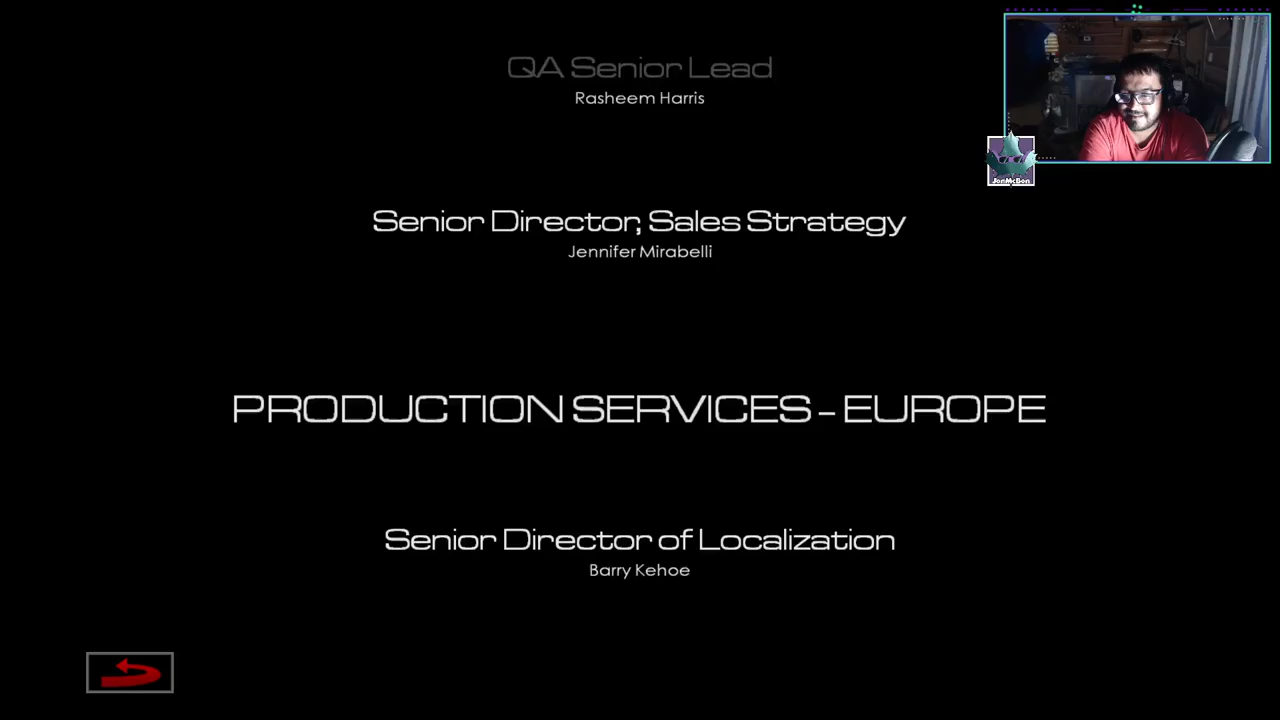 QA Senior Lead
Rasheem Harris
JonMcBon
Senior Director, Sales Strategy
Jennifer Mirabelli
PRODUCTION SERVICES – EUROPE
Senior Director of Localization
Barry Kehoe